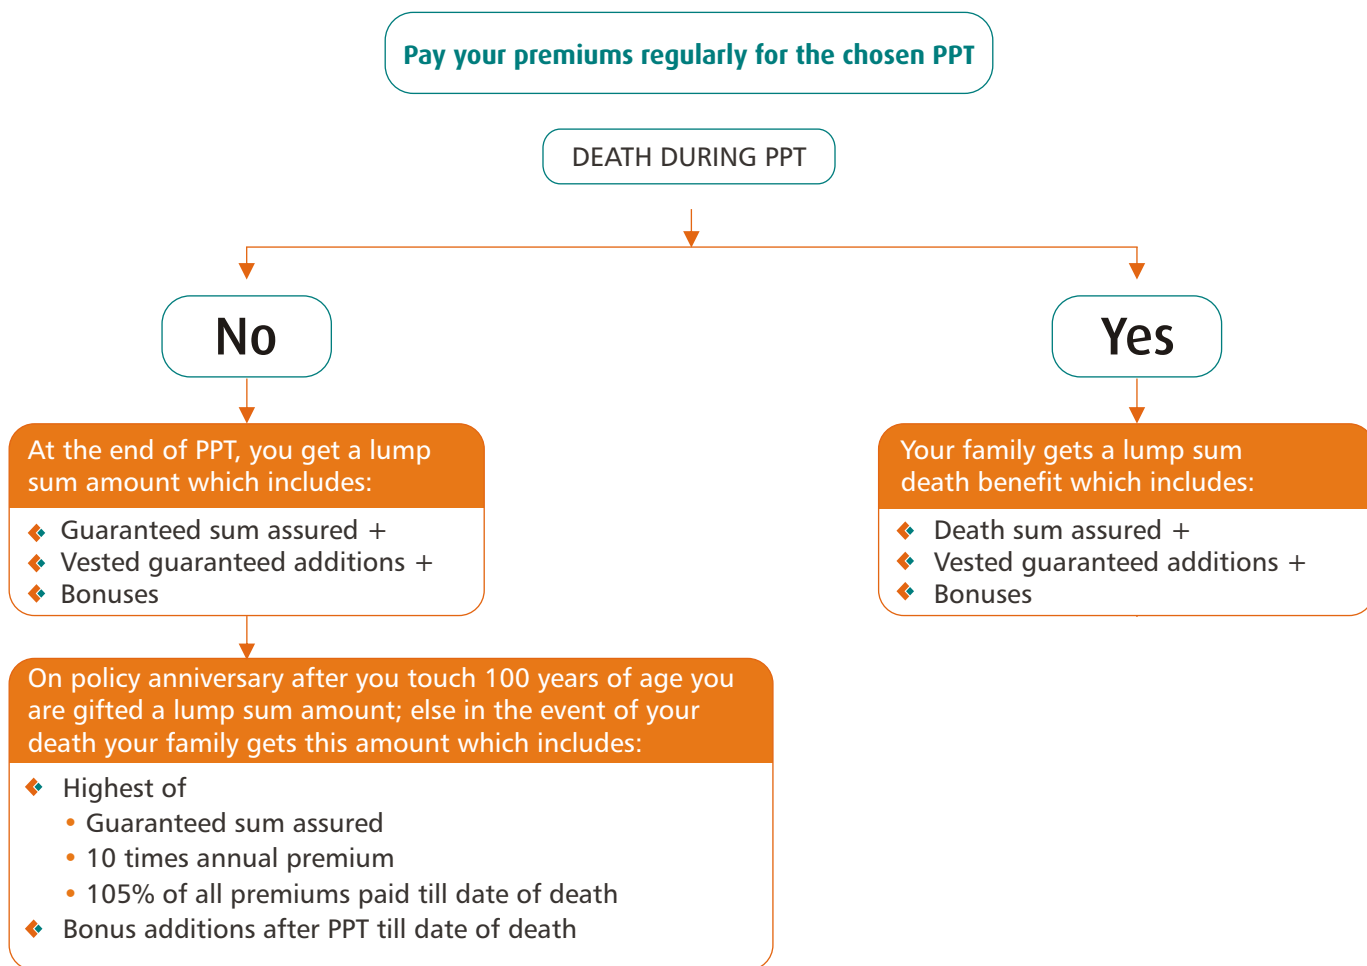 Pay your premiums regularly for the chosen PPT
DEATH DURING PPT
No
Yes
At the end of PPT, you get a lump
sum amount which includes:
Guaranteed sum assured +
Vested guaranteed additions +
Bonuses
Your family gets a lump sum
death benefit which includes:
Death sum assured +
Vested guaranteed additions +
Bonuses
On policy anniversary after you touch 100 years of age you
are gifted a lump sum amount; else in the event of your
death your family gets this amount which includes:
Highest of
• Guaranteed sum assured
• 10 times annual premium
• 105% of all premiums paid till date of death
Bonus additions after PPT till date of death